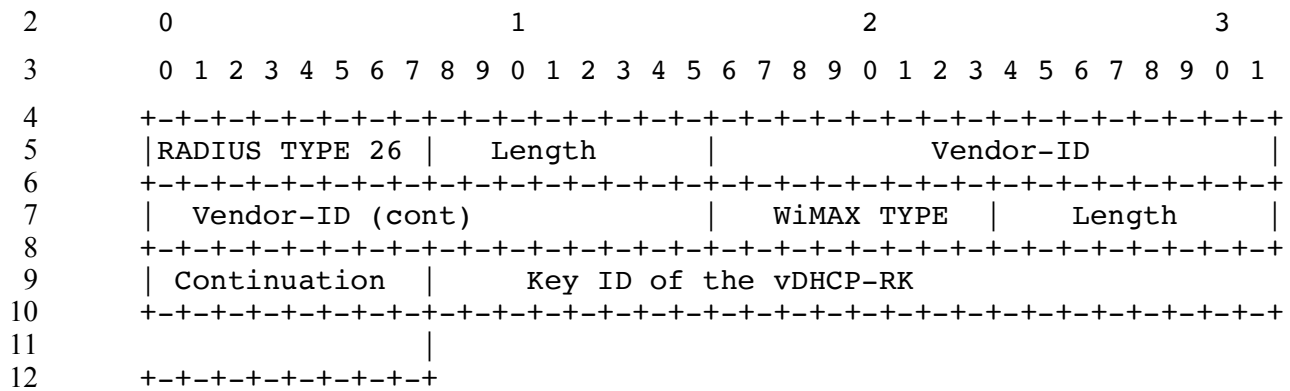 2 0 1 2 3
3 0 1 2 3 4 5 6 7 8 9 0 1 2 3 4 5 6 7 8 9 0 1 2 3 4 5 6 7 8 9 0 1
4 +-+-+-+-+-+-+-+-+-+-+-+-+-+-+-+-+-+-+-+-+-+-+-+-+-+-+-+-+-+-+-+-+
5 |RADIUS TYPE 26 | Length | Vendor-ID |
6 +-+-+-+-+-+-+-+-+-+-+-+-+-+-+-+-+-+-+-+-+-+-+-+-+-+-+-+-+-+-+-+-+
7 | Vendor-ID (cont) | WiMAX TYPE | Length |
8 +-+-+-+-+-+-+-+-+-+-+-+-+-+-+-+-+-+-+-+-+-+-+-+-+-+-+-+-+-+-+-+-+
9 | Continuation | Key ID of the vDHCP-RK
10 +-+-+-+-+-+-+-+-+-+-+-+-+-+-+-+-+-+-+-+-+-+-+-+-+-+-+-+-+-+-+-+-+
11 |
12 +-+-+-+-+-+-+-+-+